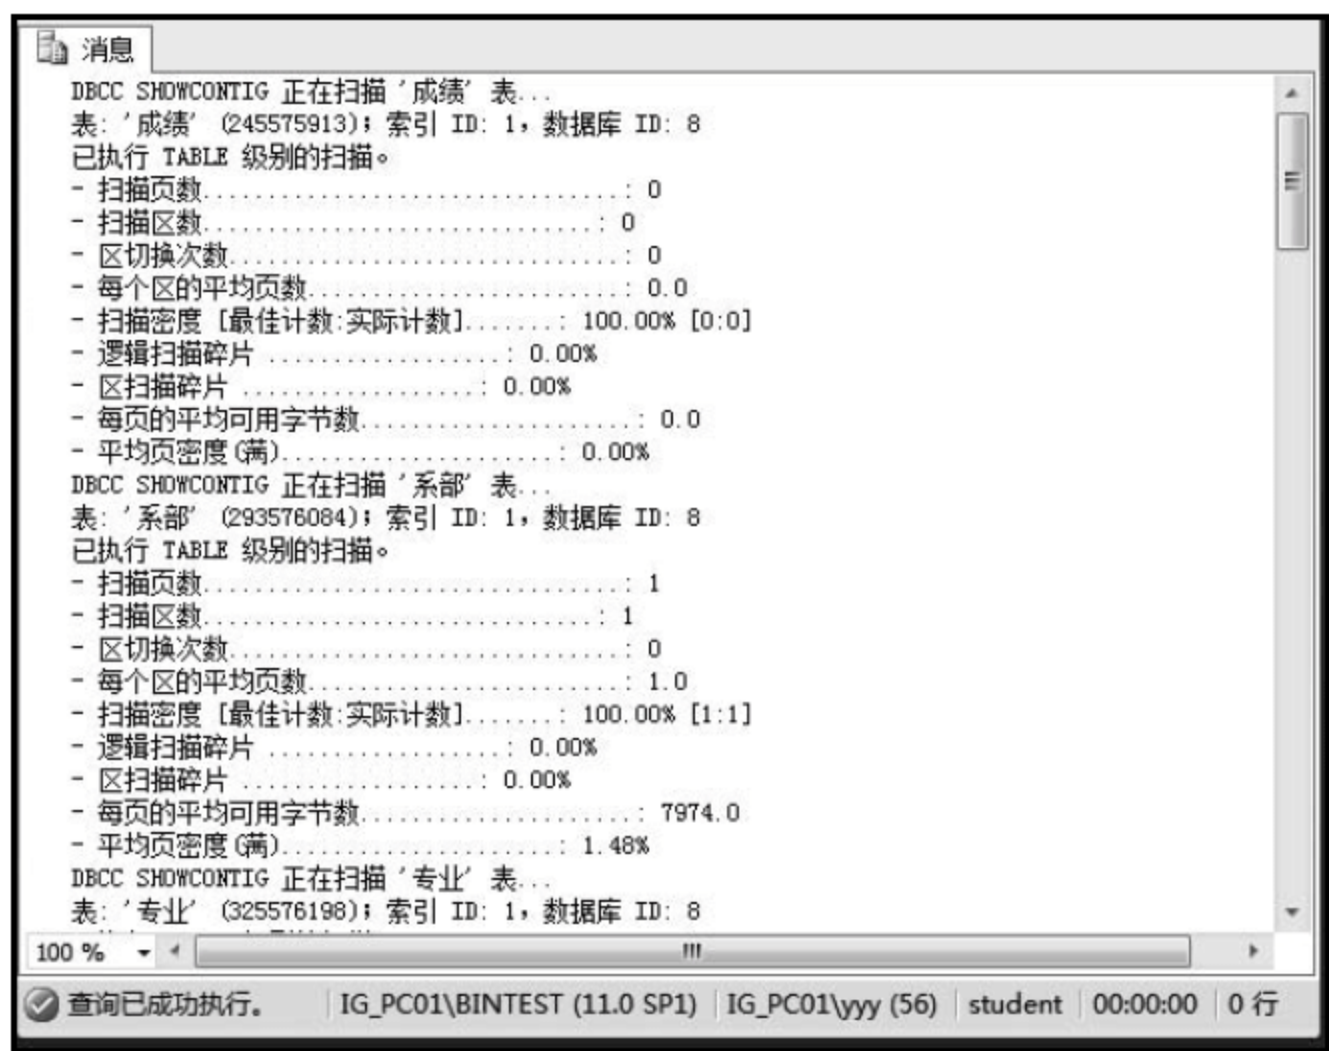 消息
DBCC SHOWCONTIG 正在扫描 '成绩' 表...
表: '成绩' (245575913)；索引 ID: 1，数据库 ID: 8
已执行 TABLE 级别的扫描。
- 扫描页数................................: 0
- 扫描区数..............................: 0
- 区切换次数..............................: 0
- 每个区的平均页数........................: 0.0
- 扫描密度 [最佳计数:实际计数].......: 100.00% [0:0]
- 逻辑扫描碎片 ..................: 0.00%
- 区扫描碎片 ..................: 0.00%
- 每页的平均可用字节数.....................: 0.0
- 平均页密度(满).....................: 0.00%
DBCC SHOWCONTIG 正在扫描 '系部' 表...
表: '系部' (293576084)；索引 ID: 1，数据库 ID: 8
已执行 TABLE 级别的扫描。
- 扫描页数................................: 1
- 扫描区数..............................: 1
- 区切换次数..............................: 0
- 每个区的平均页数........................: 1.0
- 扫描密度 [最佳计数:实际计数].......: 100.00% [1:1]
- 逻辑扫描碎片 ..................: 0.00%
- 区扫描碎片 ..................: 0.00%
- 每页的平均可用字节数.....................: 7974.0
- 平均页密度(满).....................: 1.48%
DBCC SHOWCONTIG 正在扫描 '专业' 表...
表: '专业' (325576198)；索引 ID: 1，数据库 ID: 8
100 %
查询已成功执行。 IG_PC01\BINTEST (11.0 SP1) IG_PC01\yyy (56) student 00:00:00 0 行